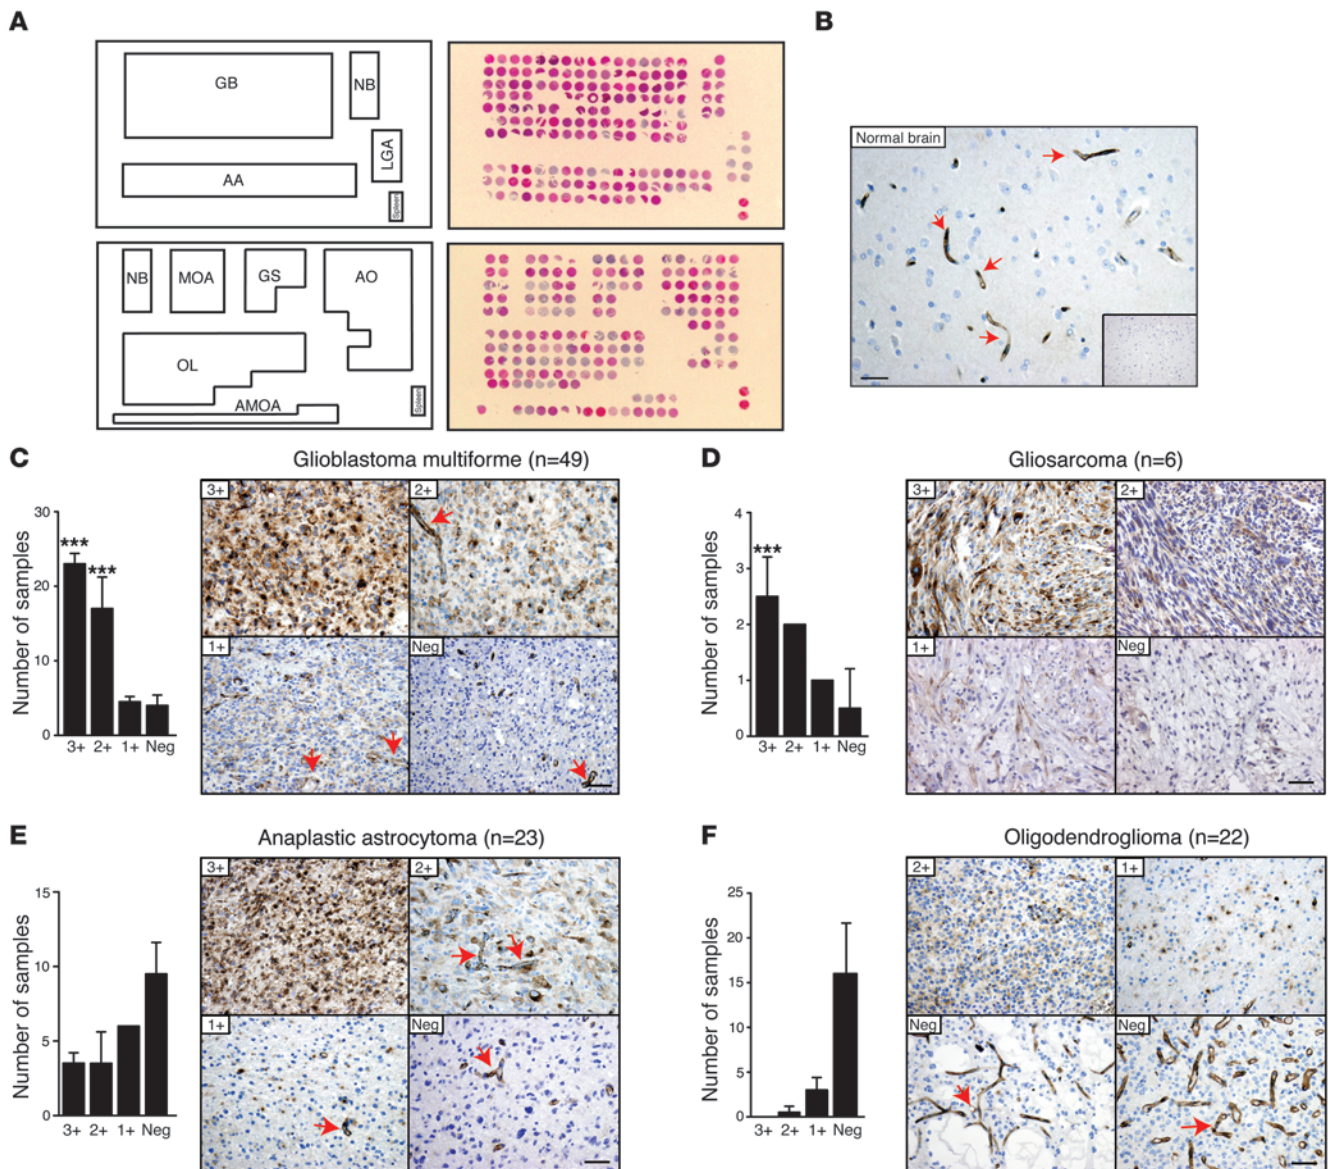 A
B
GB
NB
LGA
AA
Spleen
NB
MOA
GS
AO
OL
AMOA
Spleen
Normal brain
C
Glioblastoma multiforme (n=49)
Number of samples
30
20
10
0
***
***
3+ 2+ 1+ Neg
3+
2+
1+
Neg
D
Gliosarcoma (n=6)
Number of samples
4
3
2
1
0
***
3+ 2+ 1+ Neg
3+
2+
1+
Neg
E
Anaplastic astrocytoma (n=23)
Number of samples
15
10
5
0
3+ 2+ 1+ Neg
3+
2+
1+
Neg
F
Oligodendroglioma (n=22)
Number of samples
25
20
15
10
5
0
3+ 2+ 1+ Neg
2+
1+
Neg
Neg